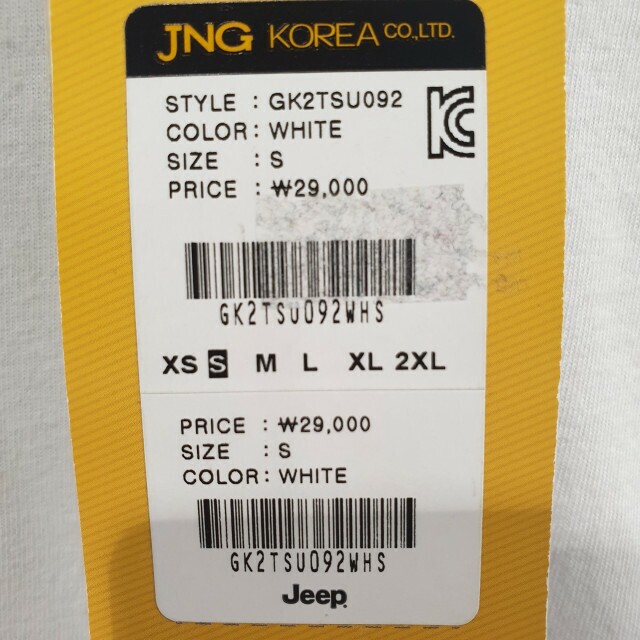 JNG KOREA CO.,LTD.
STYLE : GK2TSU092
COLOR: WHITE
SIZE : S
PRICE : ₩29,000
GK2TSU092WHS
XS S M L XL 2XL
PRICE : ₩29,000
SIZE : S
COLOR: WHITE
GK2TSU092WHS
Jeep